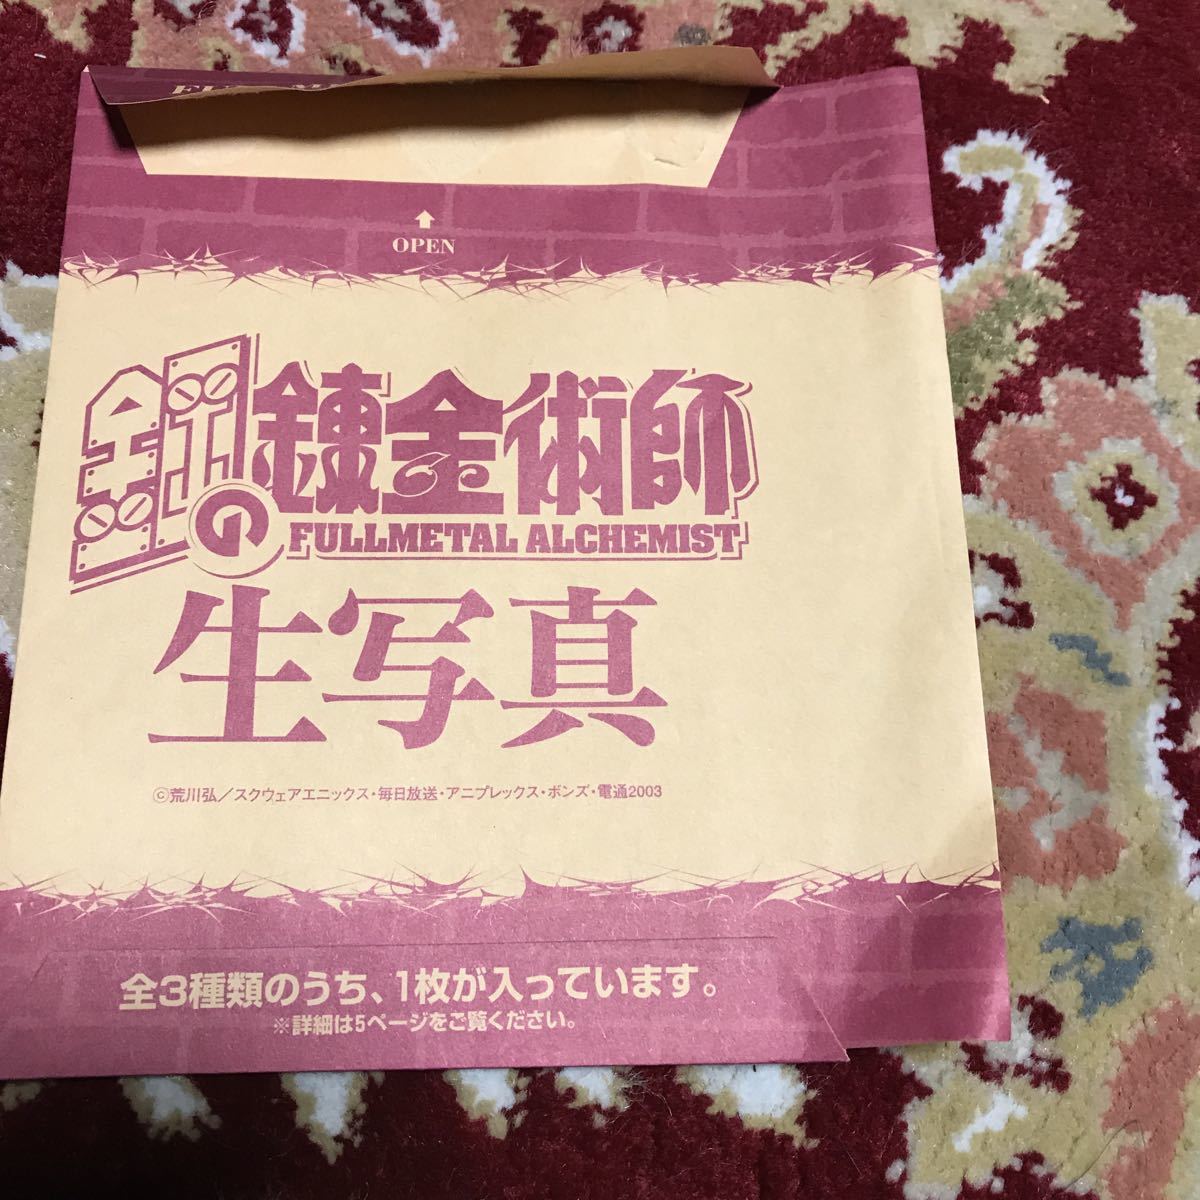 OPEN
鋼の錬金術師
FULLMETAL ALCHEMIST
生写真
©荒川弘／スクウェアエニックス・毎日放送・アニプレックス・ボンズ・電通2003
全3種類のうち、1枚が入っています。
※詳細は5ページをご覧ください。